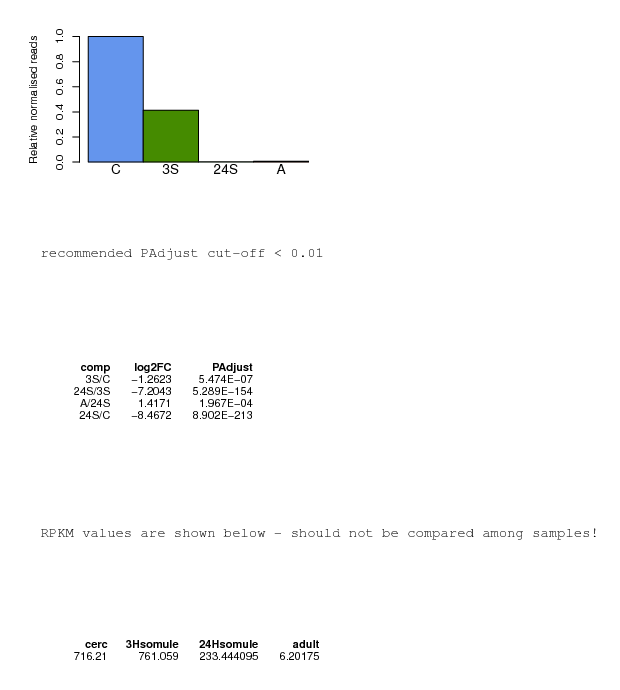 Relative normalised reads
1.0
0.8
0.6
0.4
0.2
0.0
C 3S 24S A
recommended PAdjust cut-off < 0.01
comp log2FC PAdjust
3S/C −1.2623 5.474E−07
24S/3S −7.2043 5.289E−154
A/24S 1.4171 1.967E−04
24S/C −8.4672 8.902E−213
RPKM values are shown below - should not be compared among samples!
cerc 3Hsomule 24Hsomule adult
716.21 761.059 233.444095 6.20175